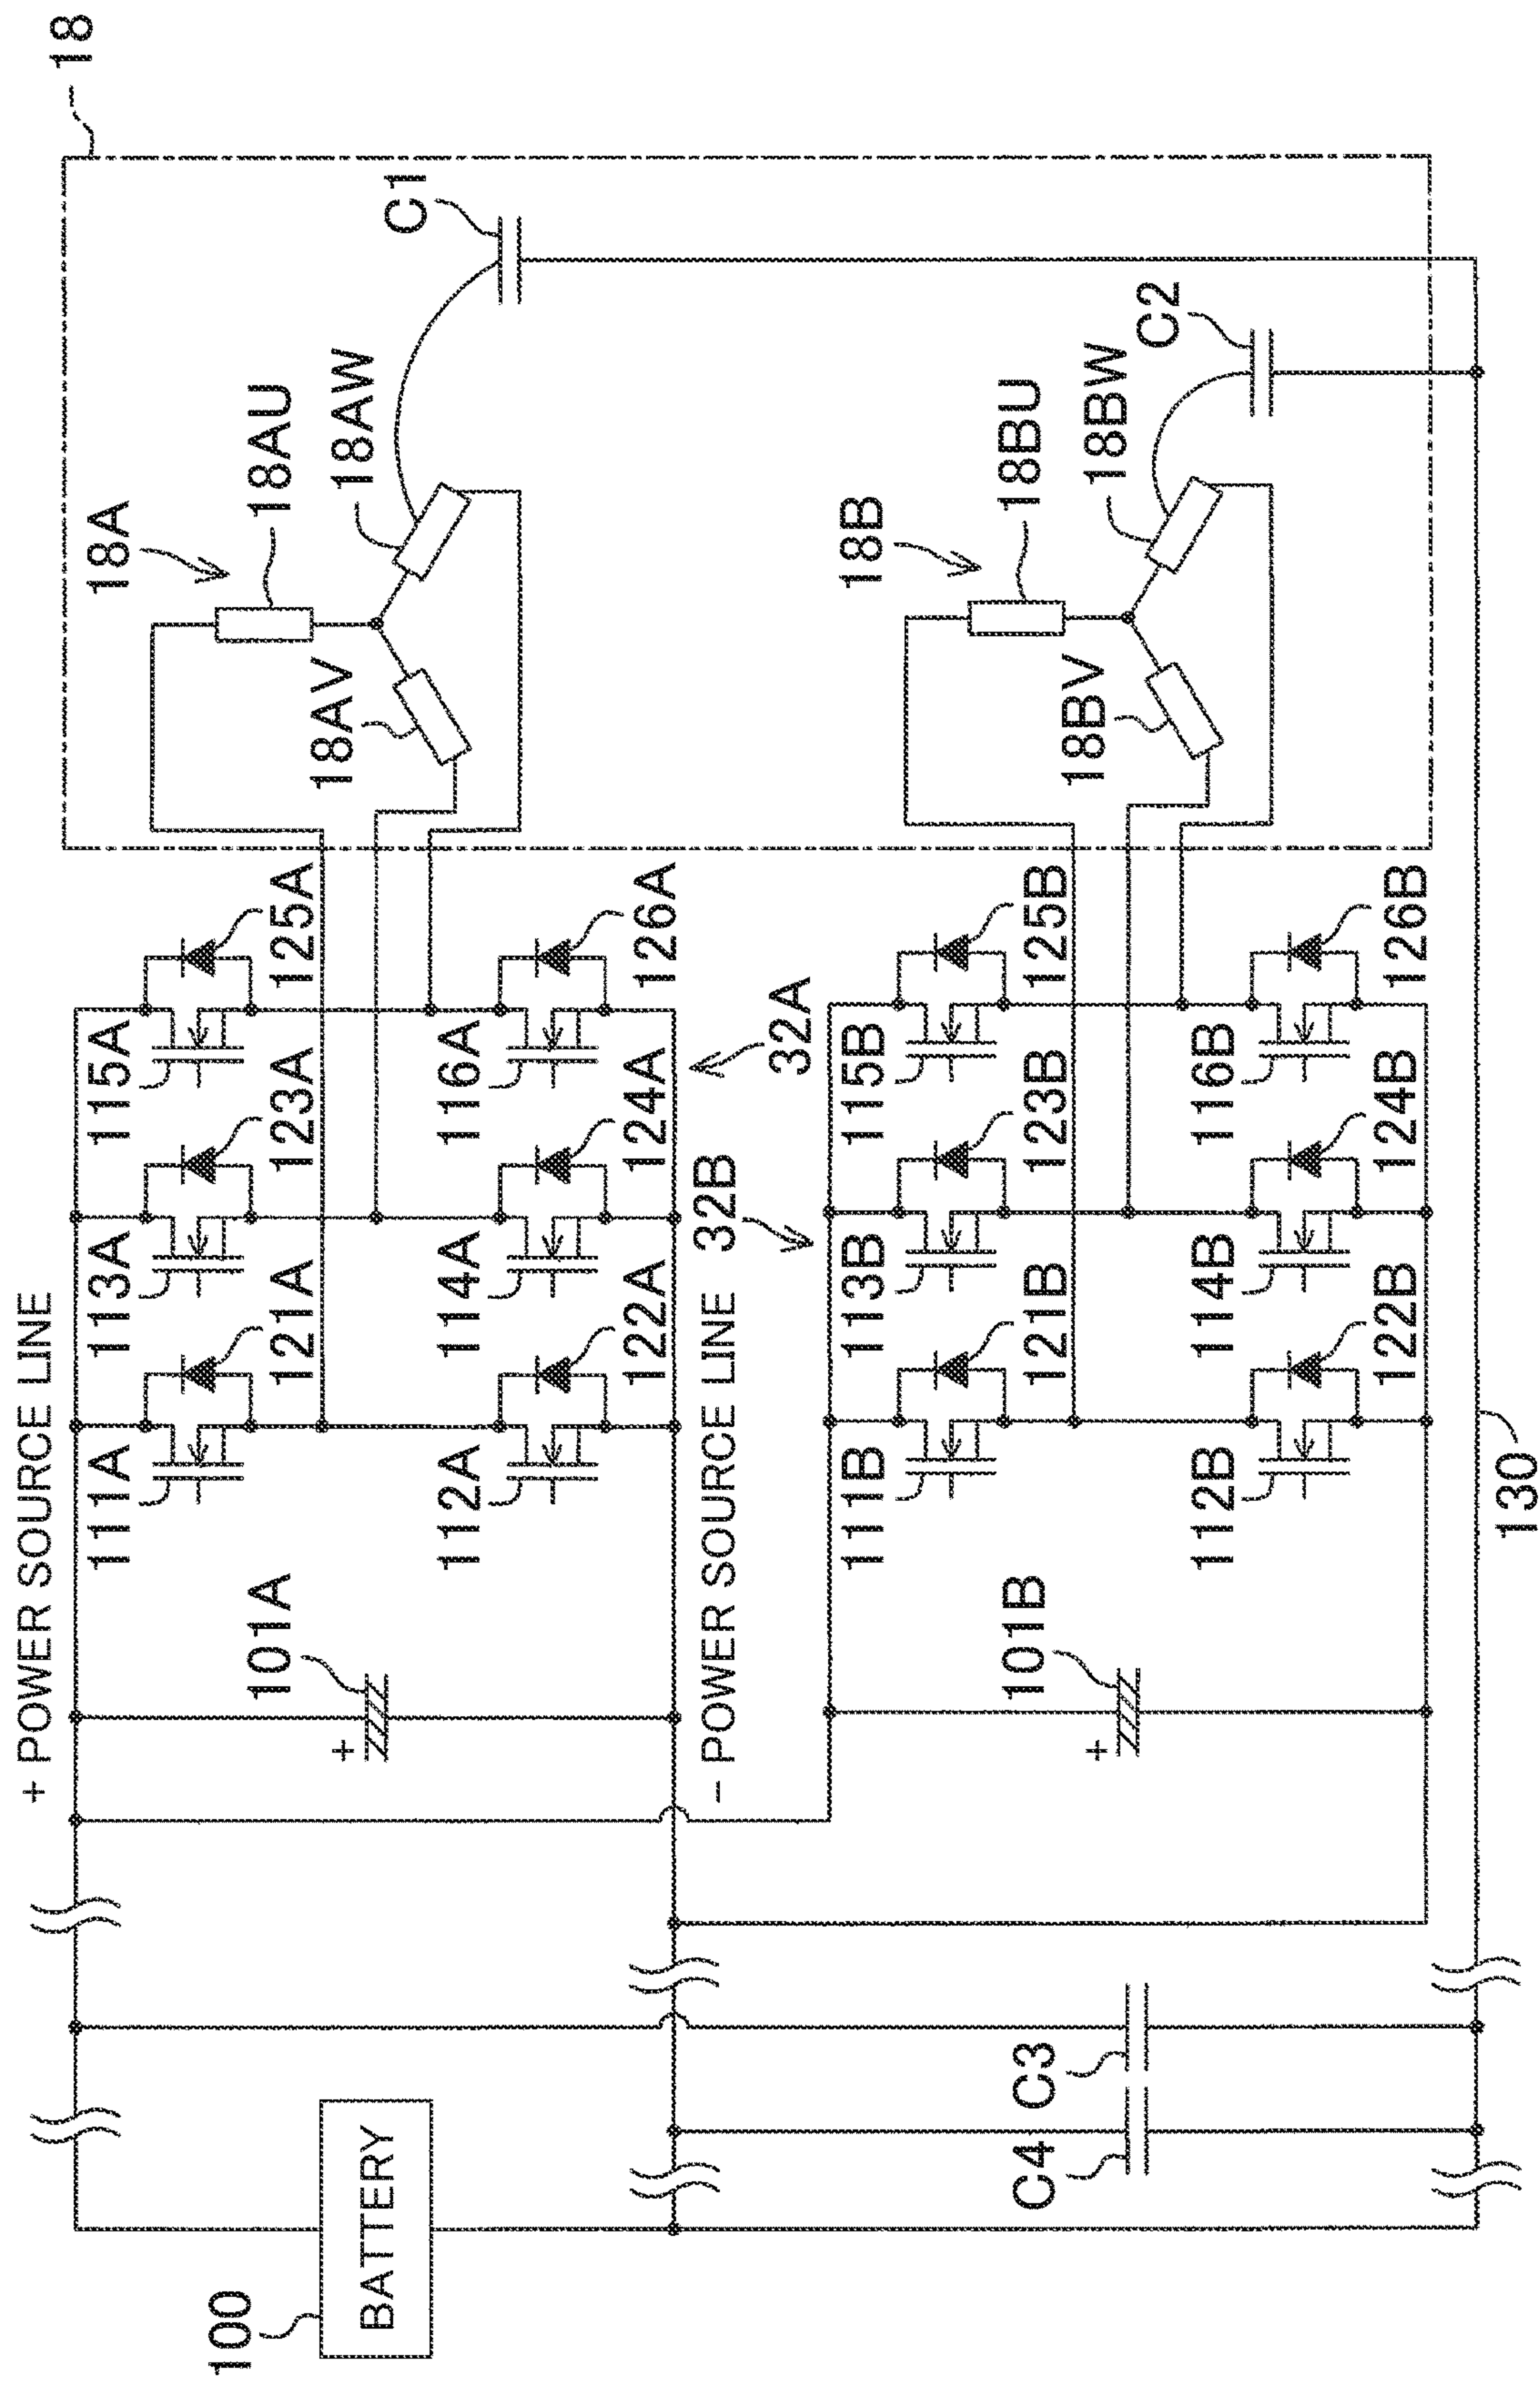 18
C1
18AU
18A
18AW
18AV
C2
18BU
18B
18BW
18BV
+ POWER SOURCE LINE
115A
125A
113A
123A
111A
121A
116A
126A
114A
124A
112A
122A
32A
101A
+
- POWER SOURCE LINE
32B
115B
125B
113B
123B
111B
121B
116B
126B
114B
124B
112B
122B
101B
+
130
C3
C4
100
BATTERY